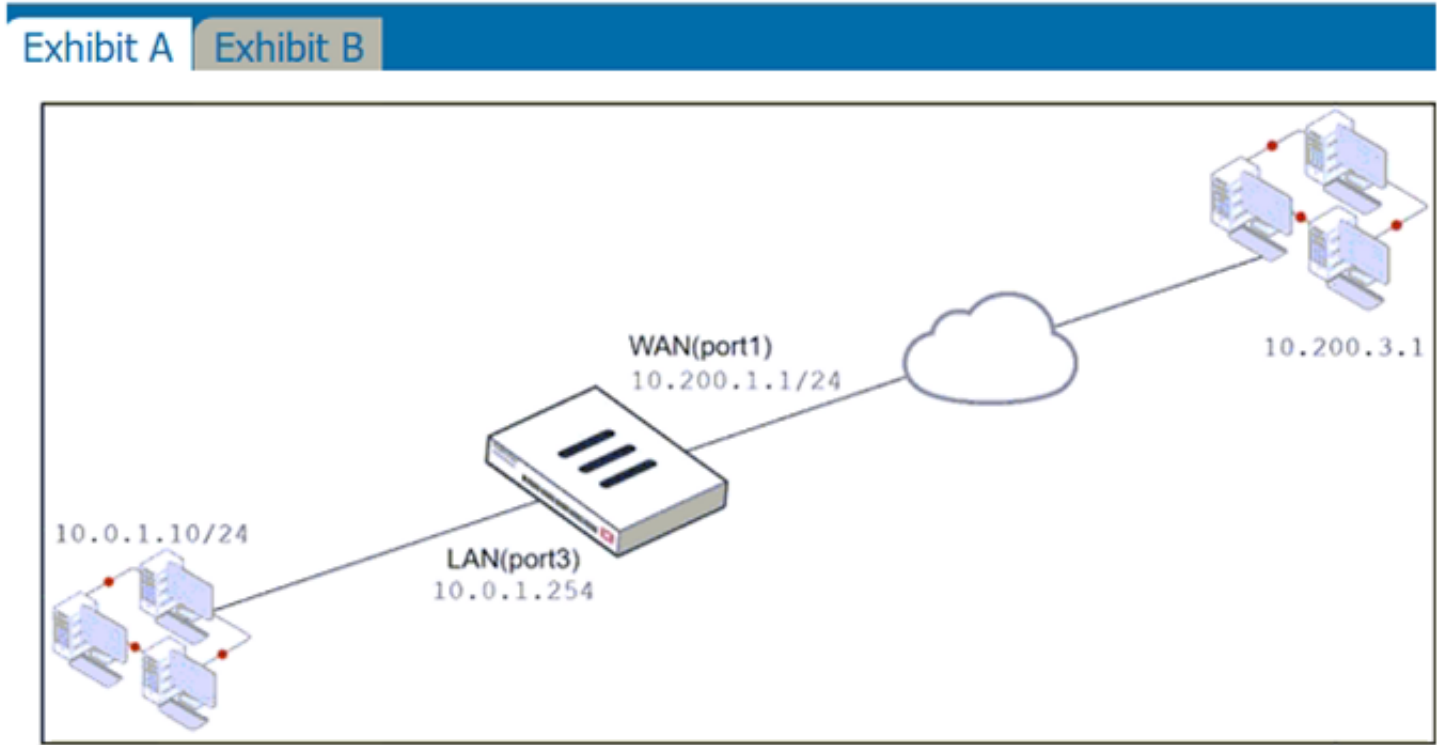 Exhibit A Exhibit B
WAN(port1)
10.200.1.1/24
10.200.3.1
10.0.1.10/24
LAN(port3)
10.0.1.254